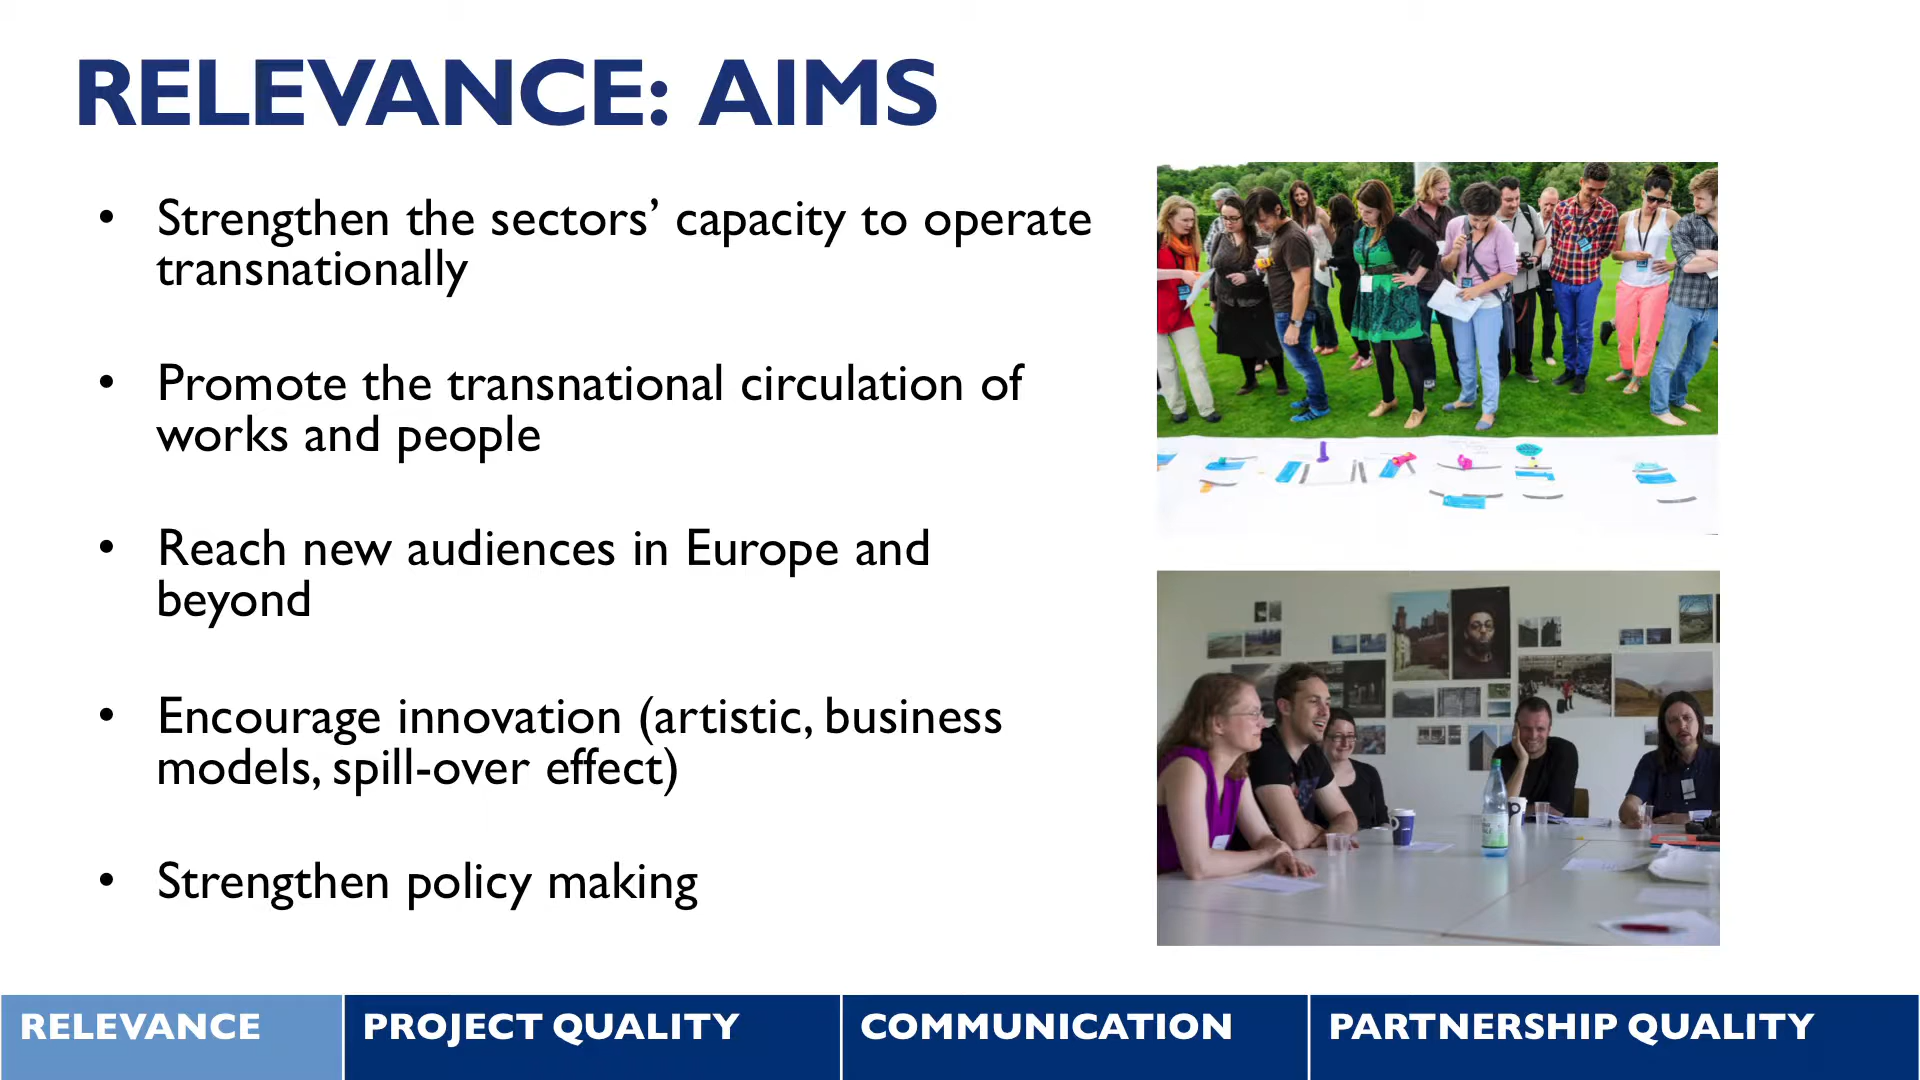 RELEVANCE: AIMS
• Strengthen the sectors’ capacity to operate
transnationally
• Promote the transnational circulation of
works and people
• Reach new audiences in Europe and
beyond
• Encourage innovation (artistic, business
models, spill-over effect)
• Strengthen policy making
RELEVANCE
PROJECT QUALITY
COMMUNICATION
PARTNERSHIP QUALITY